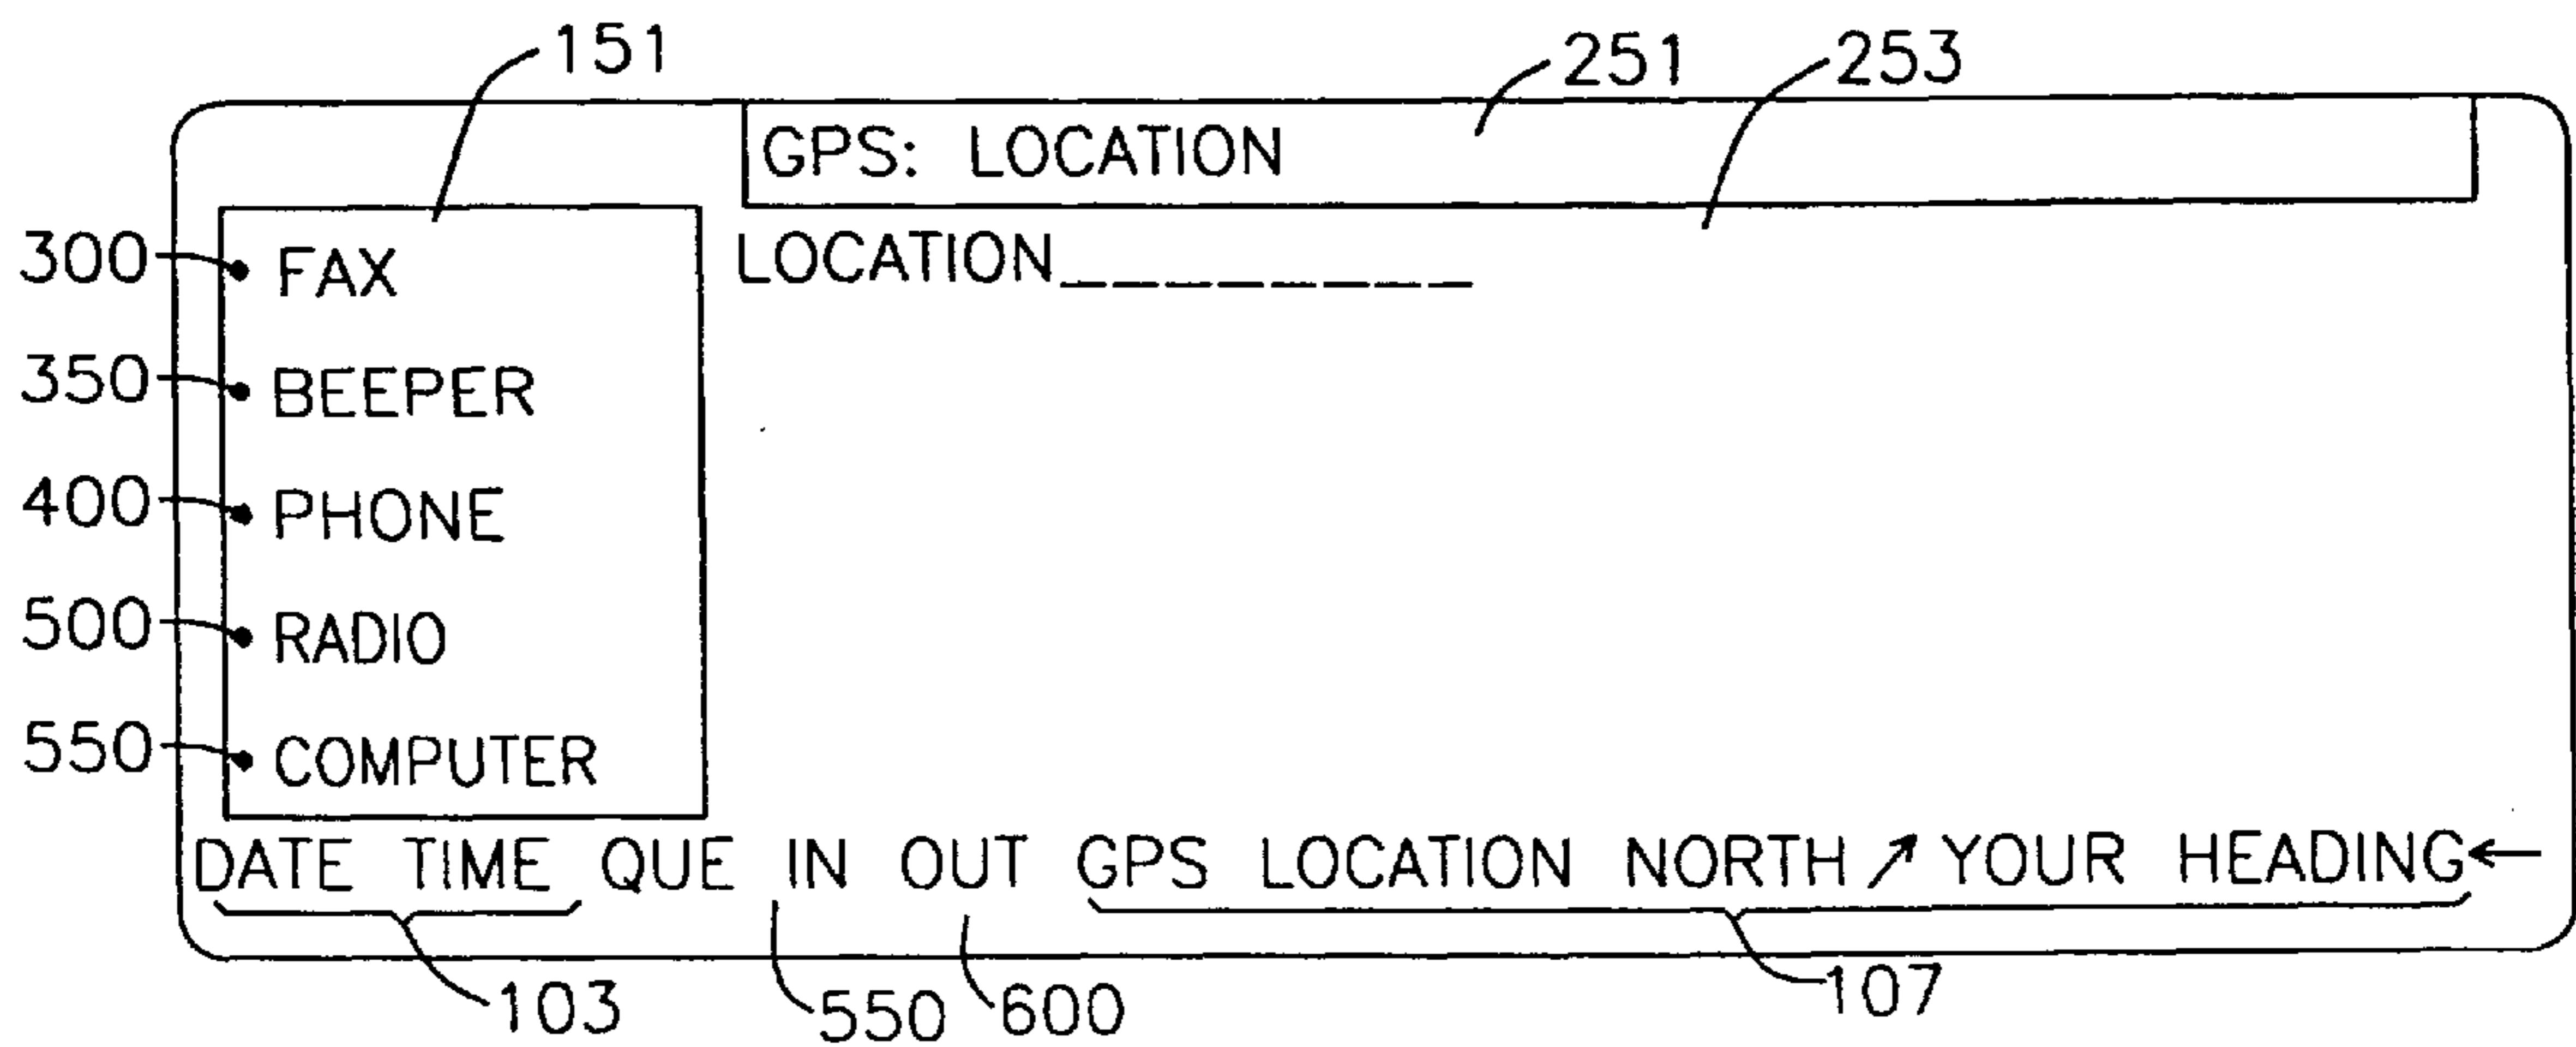 151 251 253
GPS: LOCATION
LOCATION________
300 • FAX
350 • BEEPER
400 • PHONE
500 • RADIO
550 • COMPUTER
DATE TIME QUE IN OUT GPS LOCATION NORTH ↗ YOUR HEADING ←
103 550 600 107